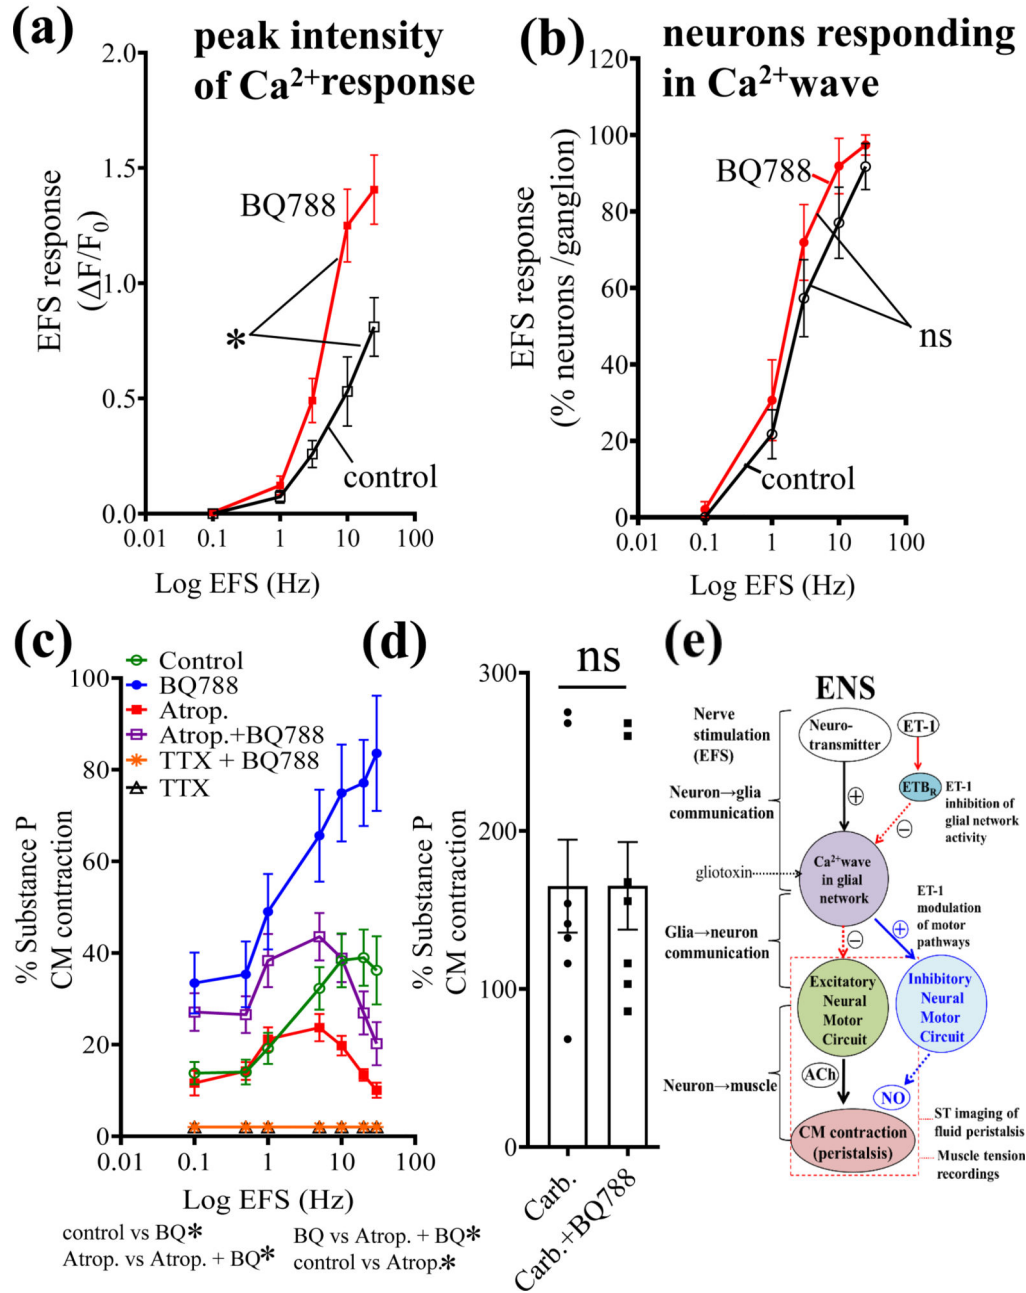 (a)
peak intensity
of Ca²⁺response
2.0
1.5
1.0
0.5
0.0
EFS response
(ΔF/F₀)
BQ788
*
control
0.01 0.1 1 10 100
Log EFS (Hz)
(b)
neurons responding
in Ca²⁺wave
120
100
80
60
40
20
0
EFS response
(% neurons /ganglion)
BQ788
ns
control
0.01 0.1 1 10 100
Log EFS (Hz)
(c)
Control
BQ788
Atrop.
Atrop.+BQ788
TTX + BQ788
TTX
100
80
60
40
20
0
% Substance P
CM contraction
0.1 1 10 100
Log EFS (Hz)
control vs BQ*
Atrop. vs Atrop. + BQ*
BQ vs Atrop. + BQ*
control vs Atrop.*
(d)
ns
300
200
100
0
% Substance P
CM contraction
Carb.
Carb.+BQ788
(e)
ENS
Nerve
stimulation
(EFS)
Neuro-
transmitter
ET-1
Neuron→glia
communication
+
ETB_R
ET-1
inhibition of
glial network
activity
−
gliotoxin
Ca²⁺wave
in glial
network
ET-1
modulation
of motor
pathways
Glia→neuron
communication
−
+
Excitatory
Neural
Motor
Circuit
Inhibitory
Neural
Motor
Circuit
Neuron→muscle
ACh
NO
CM contraction
(peristalsis)
ST imaging of
fluid peristalsis
Muscle tension
recordings